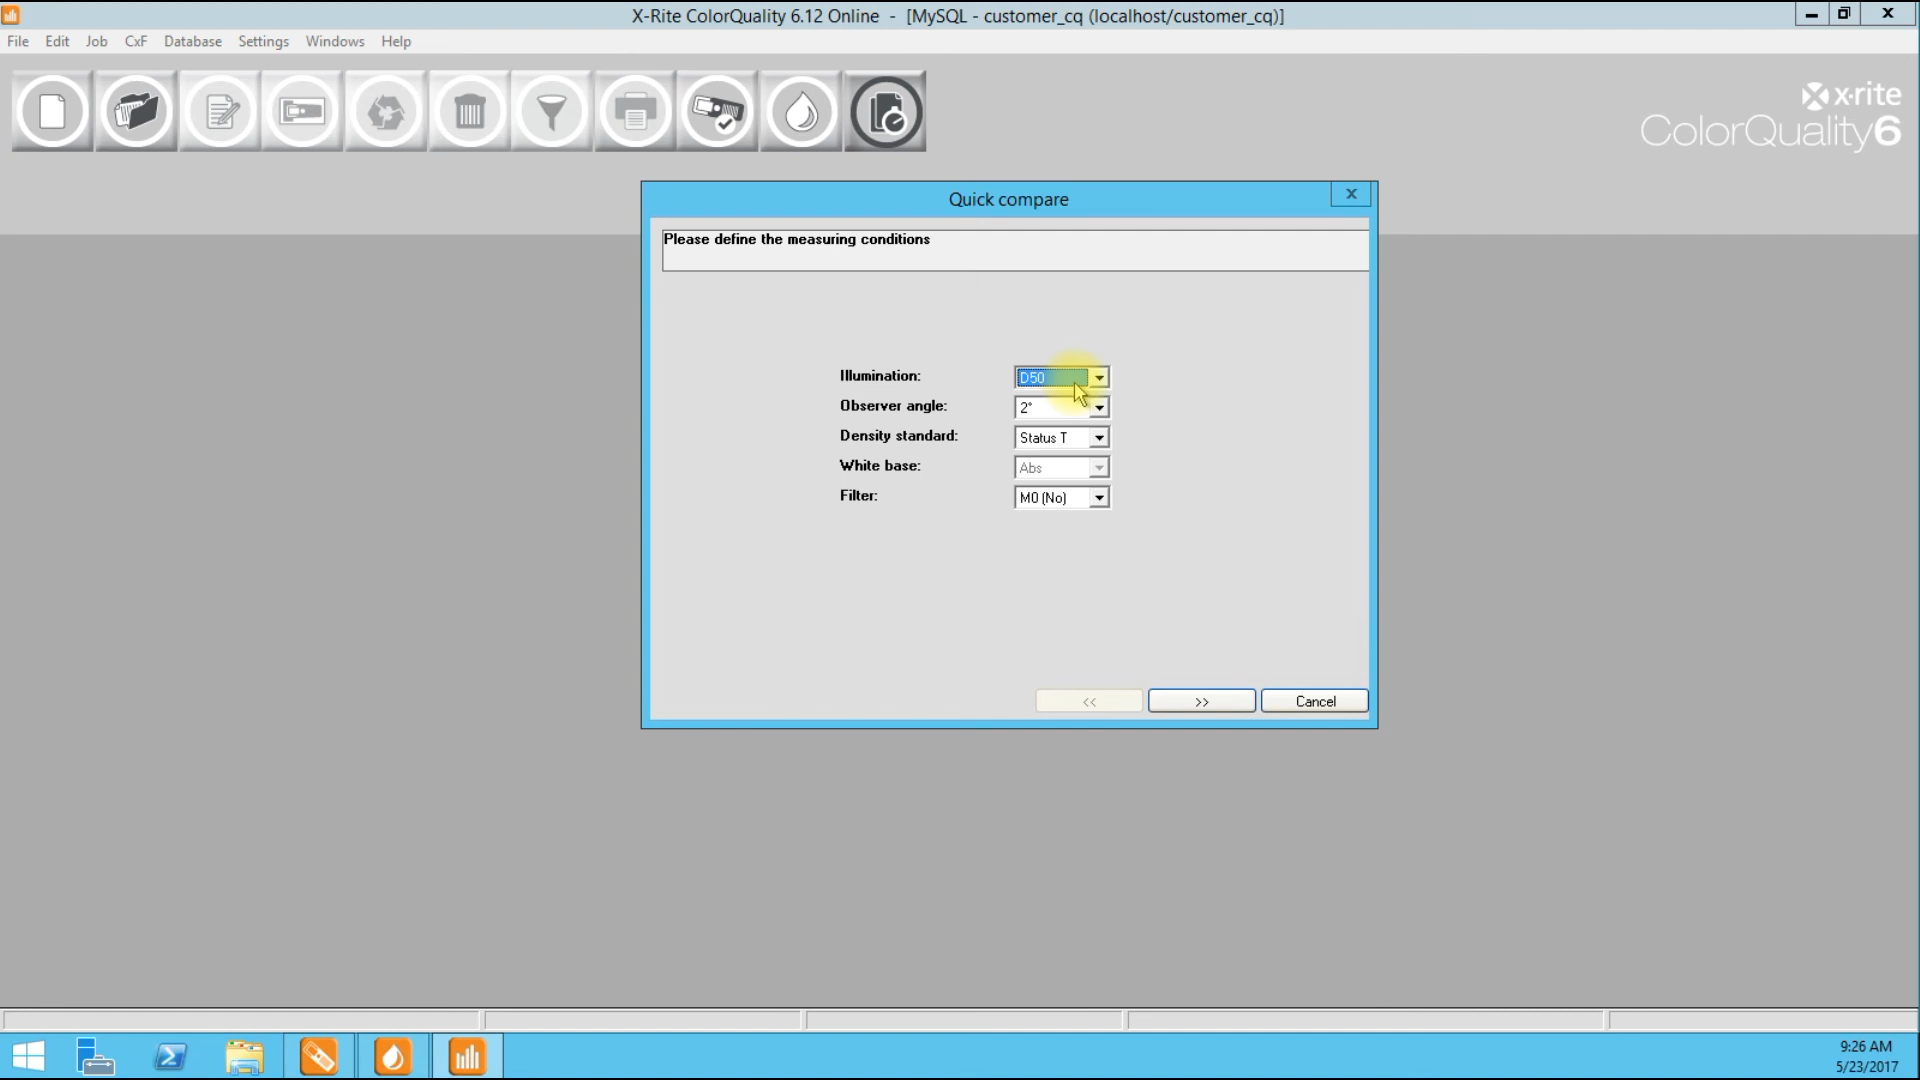 X-Rite ColorQuality 6.12 Online - [MySQL - customer_cq (localhost/customer_cq)]
File Edit Job CxF Database Settings Windows Help
x·rite
ColorQuality6
Quick compare
Please define the measuring conditions
Illumination: D50
Observer angle: 2°
Density standard: Status T
White base: Abs
Filter: M0 (No)
<< >> Cancel
9:26 AM
5/23/2017